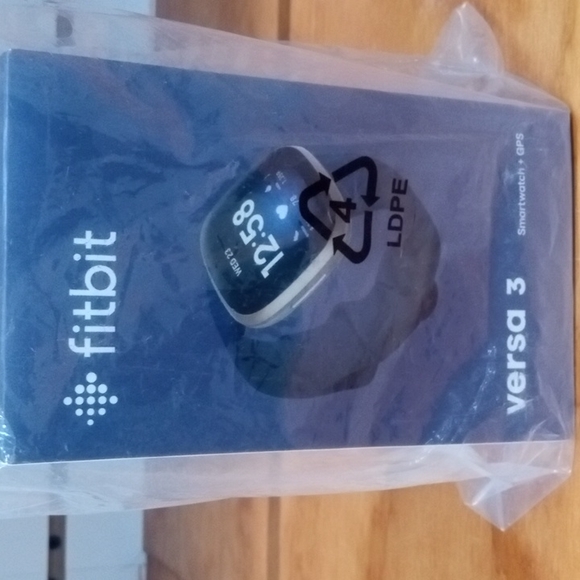 fitbit
12:58
WED 23
4
LDPE
versa 3
Smartwatch + GPS